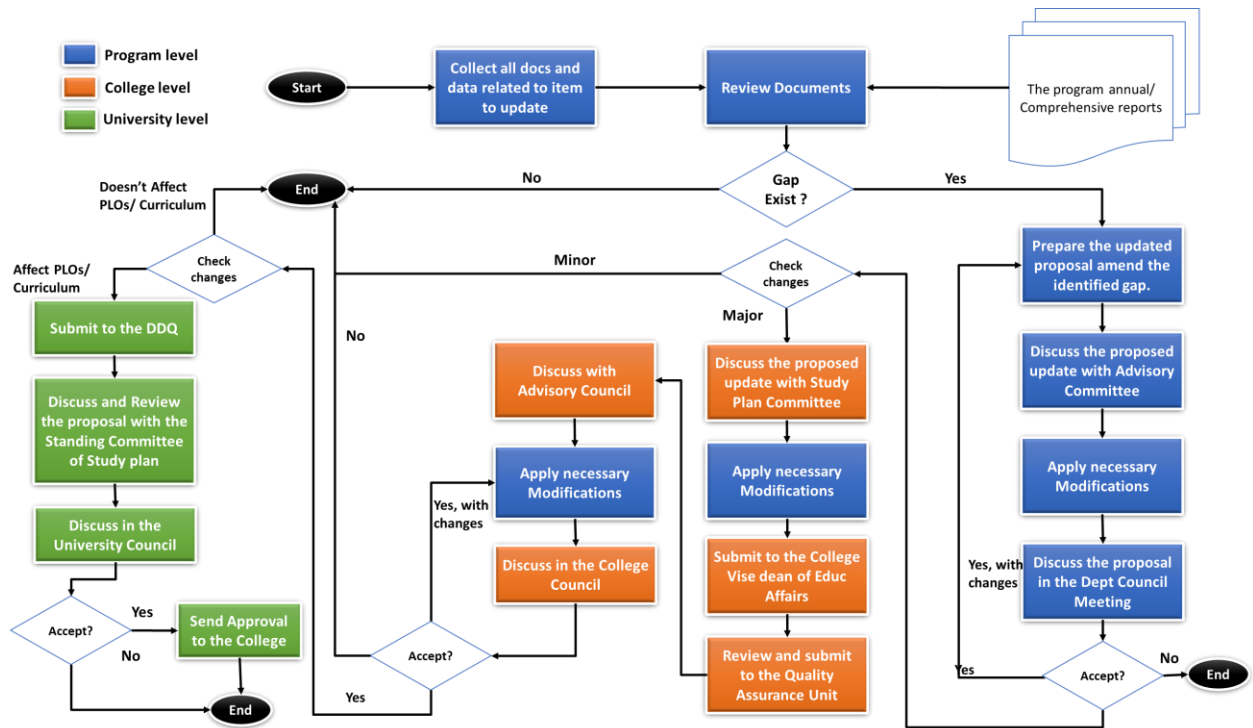 Program level
College level
University level
Start
Collect all docs and
data related to item
to update
Review Documents
The program annual/
Comprehensive reports
End
No
Gap
Exist ?
Yes
Doesn't Affect
PLOs/ Curriculum
Check
changes
Affect PLOs/
Curriculum
Minor
Check
changes
Major
No
Prepare the updated
proposal amend the
identified gap.
Submit to the DDQ
Discuss with
Advisory Council
Discuss the proposed
update with Study
Plan Committee
Discuss the proposed
update with Advisory
Committee
Discuss and Review
the proposal with the
Standing Committee
of Study plan
Apply necessary
Modifications
Apply necessary
Modifications
Apply necessary
Modifications
Yes, with
changes
Discuss in the
University Council
Discuss in the College
Council
Submit to the College
Vise dean of Educ
Affairs
Yes, with
changes
Discuss the proposal
in the Dept Council
Meeting
Accept?
Yes
No
Send Approval
to the College
Accept?
Yes
Review and submit
to the Quality
Assurance Unit
Yes
Accept?
No
End
End